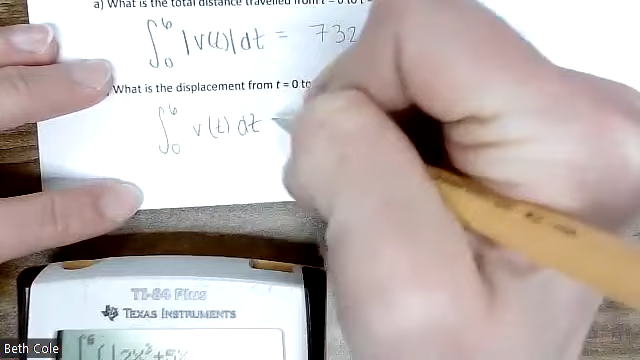 a) What is the total distance travelled from t = 0 to t =
∫₀⁶ |v(t)| dt = 732
What is the displacement from t = 0 to
∫₀⁶ v(t) dt
TI-84 Plus
TEXAS INSTRUMENTS
Beth Cole